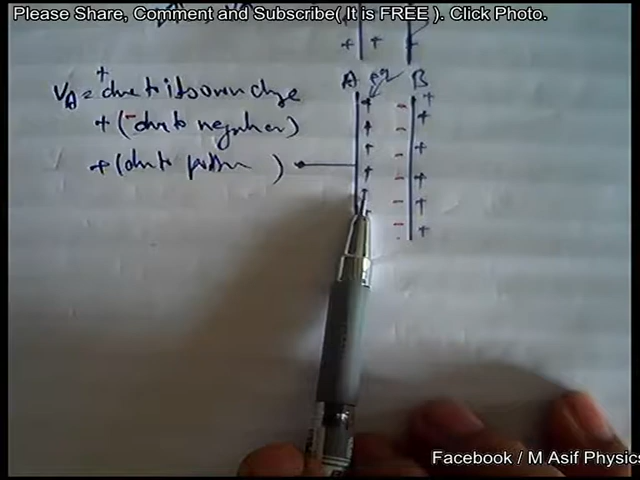 Please Share, Comment and Subscribe( It is FREE ). Click Photo.
+ +
A B
V_A = + due to its own charge
+ (- due to negative)
+ (due to positive )
Facebook / M Asif Physics